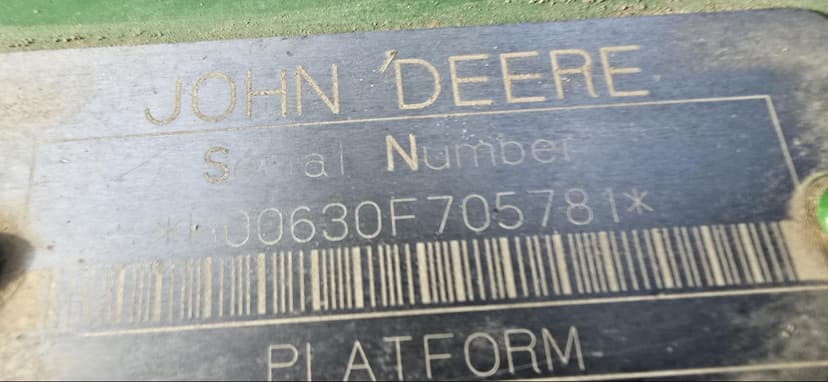 JOHN DEERE
Serial Number
*H00630F705781*
PLATFORM